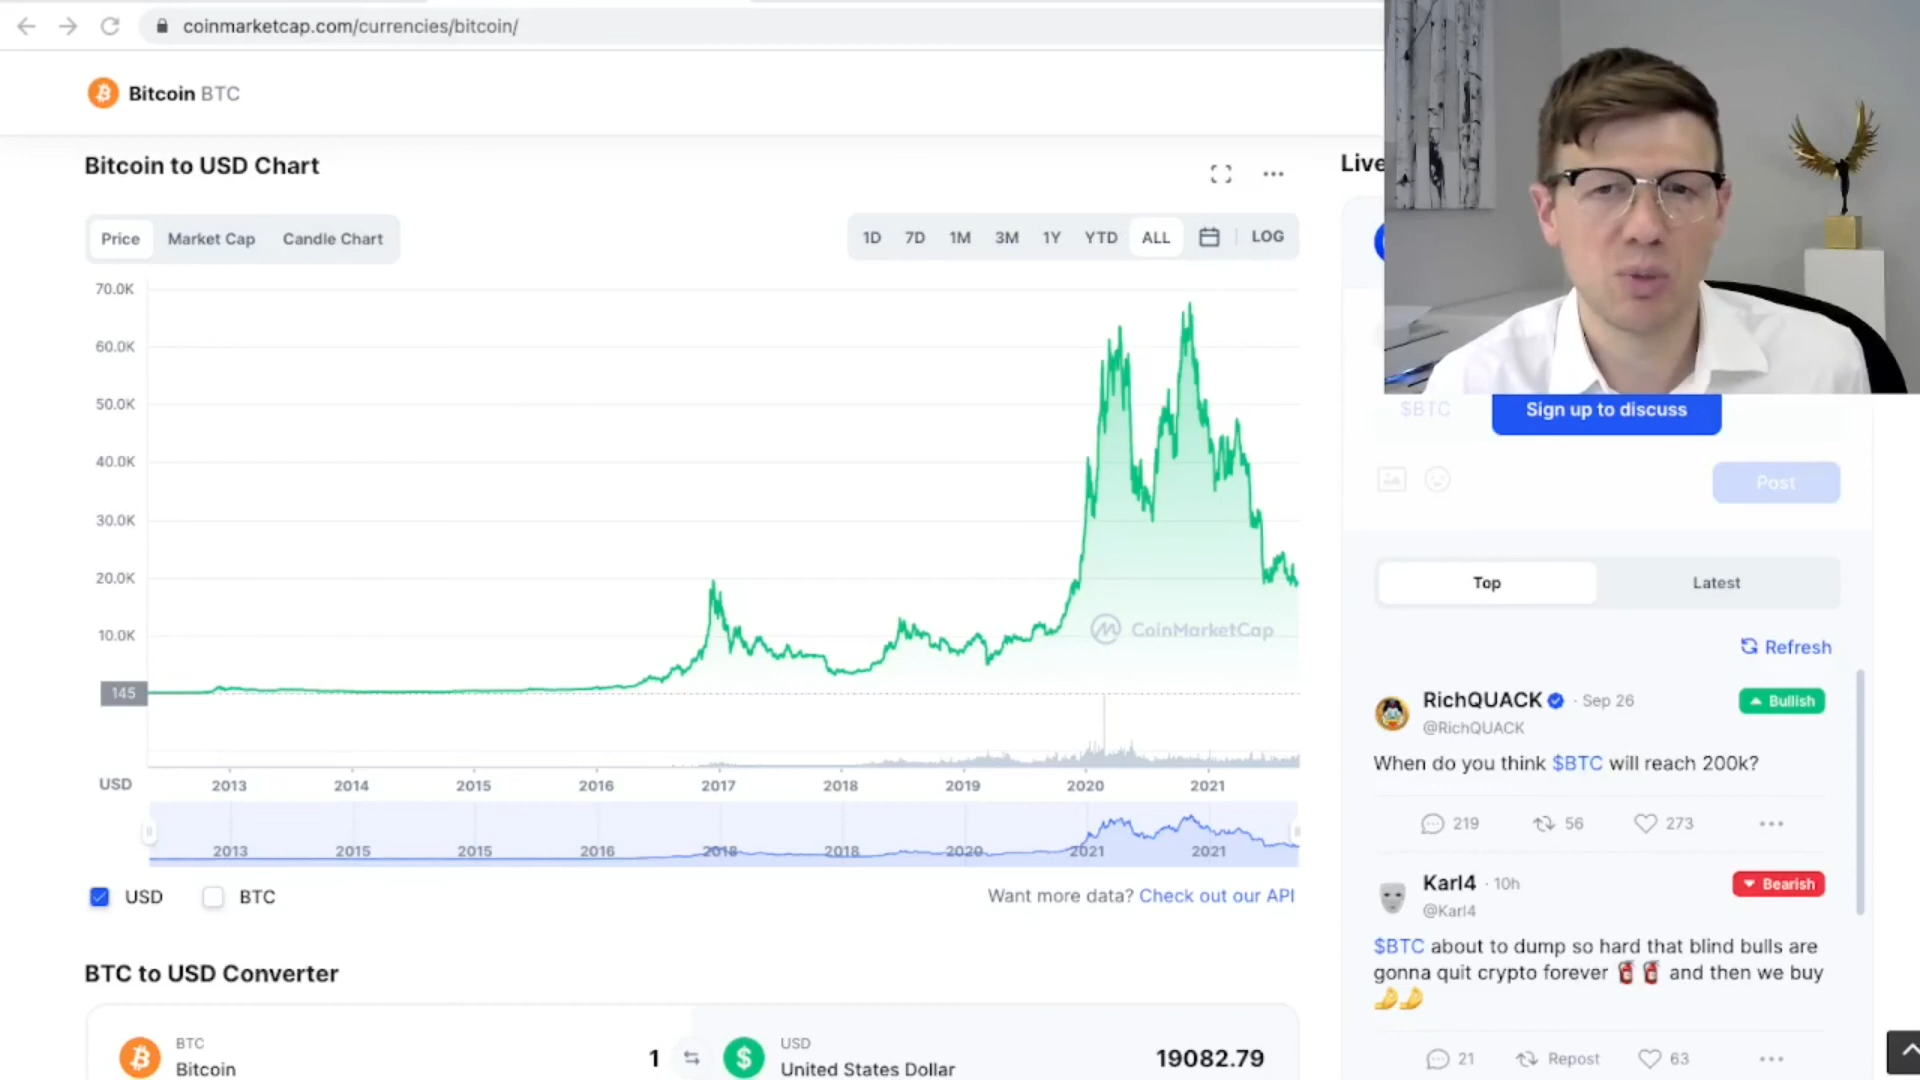 coinmarketcap.com/currencies/bitcoin/
Bitcoin BTC
Bitcoin to USD Chart
Live
Price Market Cap Candle Chart
1D 7D 1M 3M 1Y YTD ALL LOG
70.0K
60.0K
50.0K
40.0K
30.0K
20.0K
10.0K
145
CoinMarketCap
USD 2013 2014 2015 2016 2017 2018 2019 2020 2021
2013 2015 2015 2016 2018 2018 2020 2021 2021
USD BTC
Want more data? Check out our API
BTC to USD Converter
BTC
Bitcoin
1
USD
United States Dollar
19082.79
$BTC
Sign up to discuss
Post
Top Latest
Refresh
RichQUACK · Sep 26 Bullish
@RichQUACK
When do you think $BTC will reach 200k?
219 56 273
Karl4 · 10h Bearish
@Karl4
$BTC about to dump so hard that blind bulls are
gonna quit crypto forever 🧯🧯 and then we buy
🤌🤌
21 Repost 63